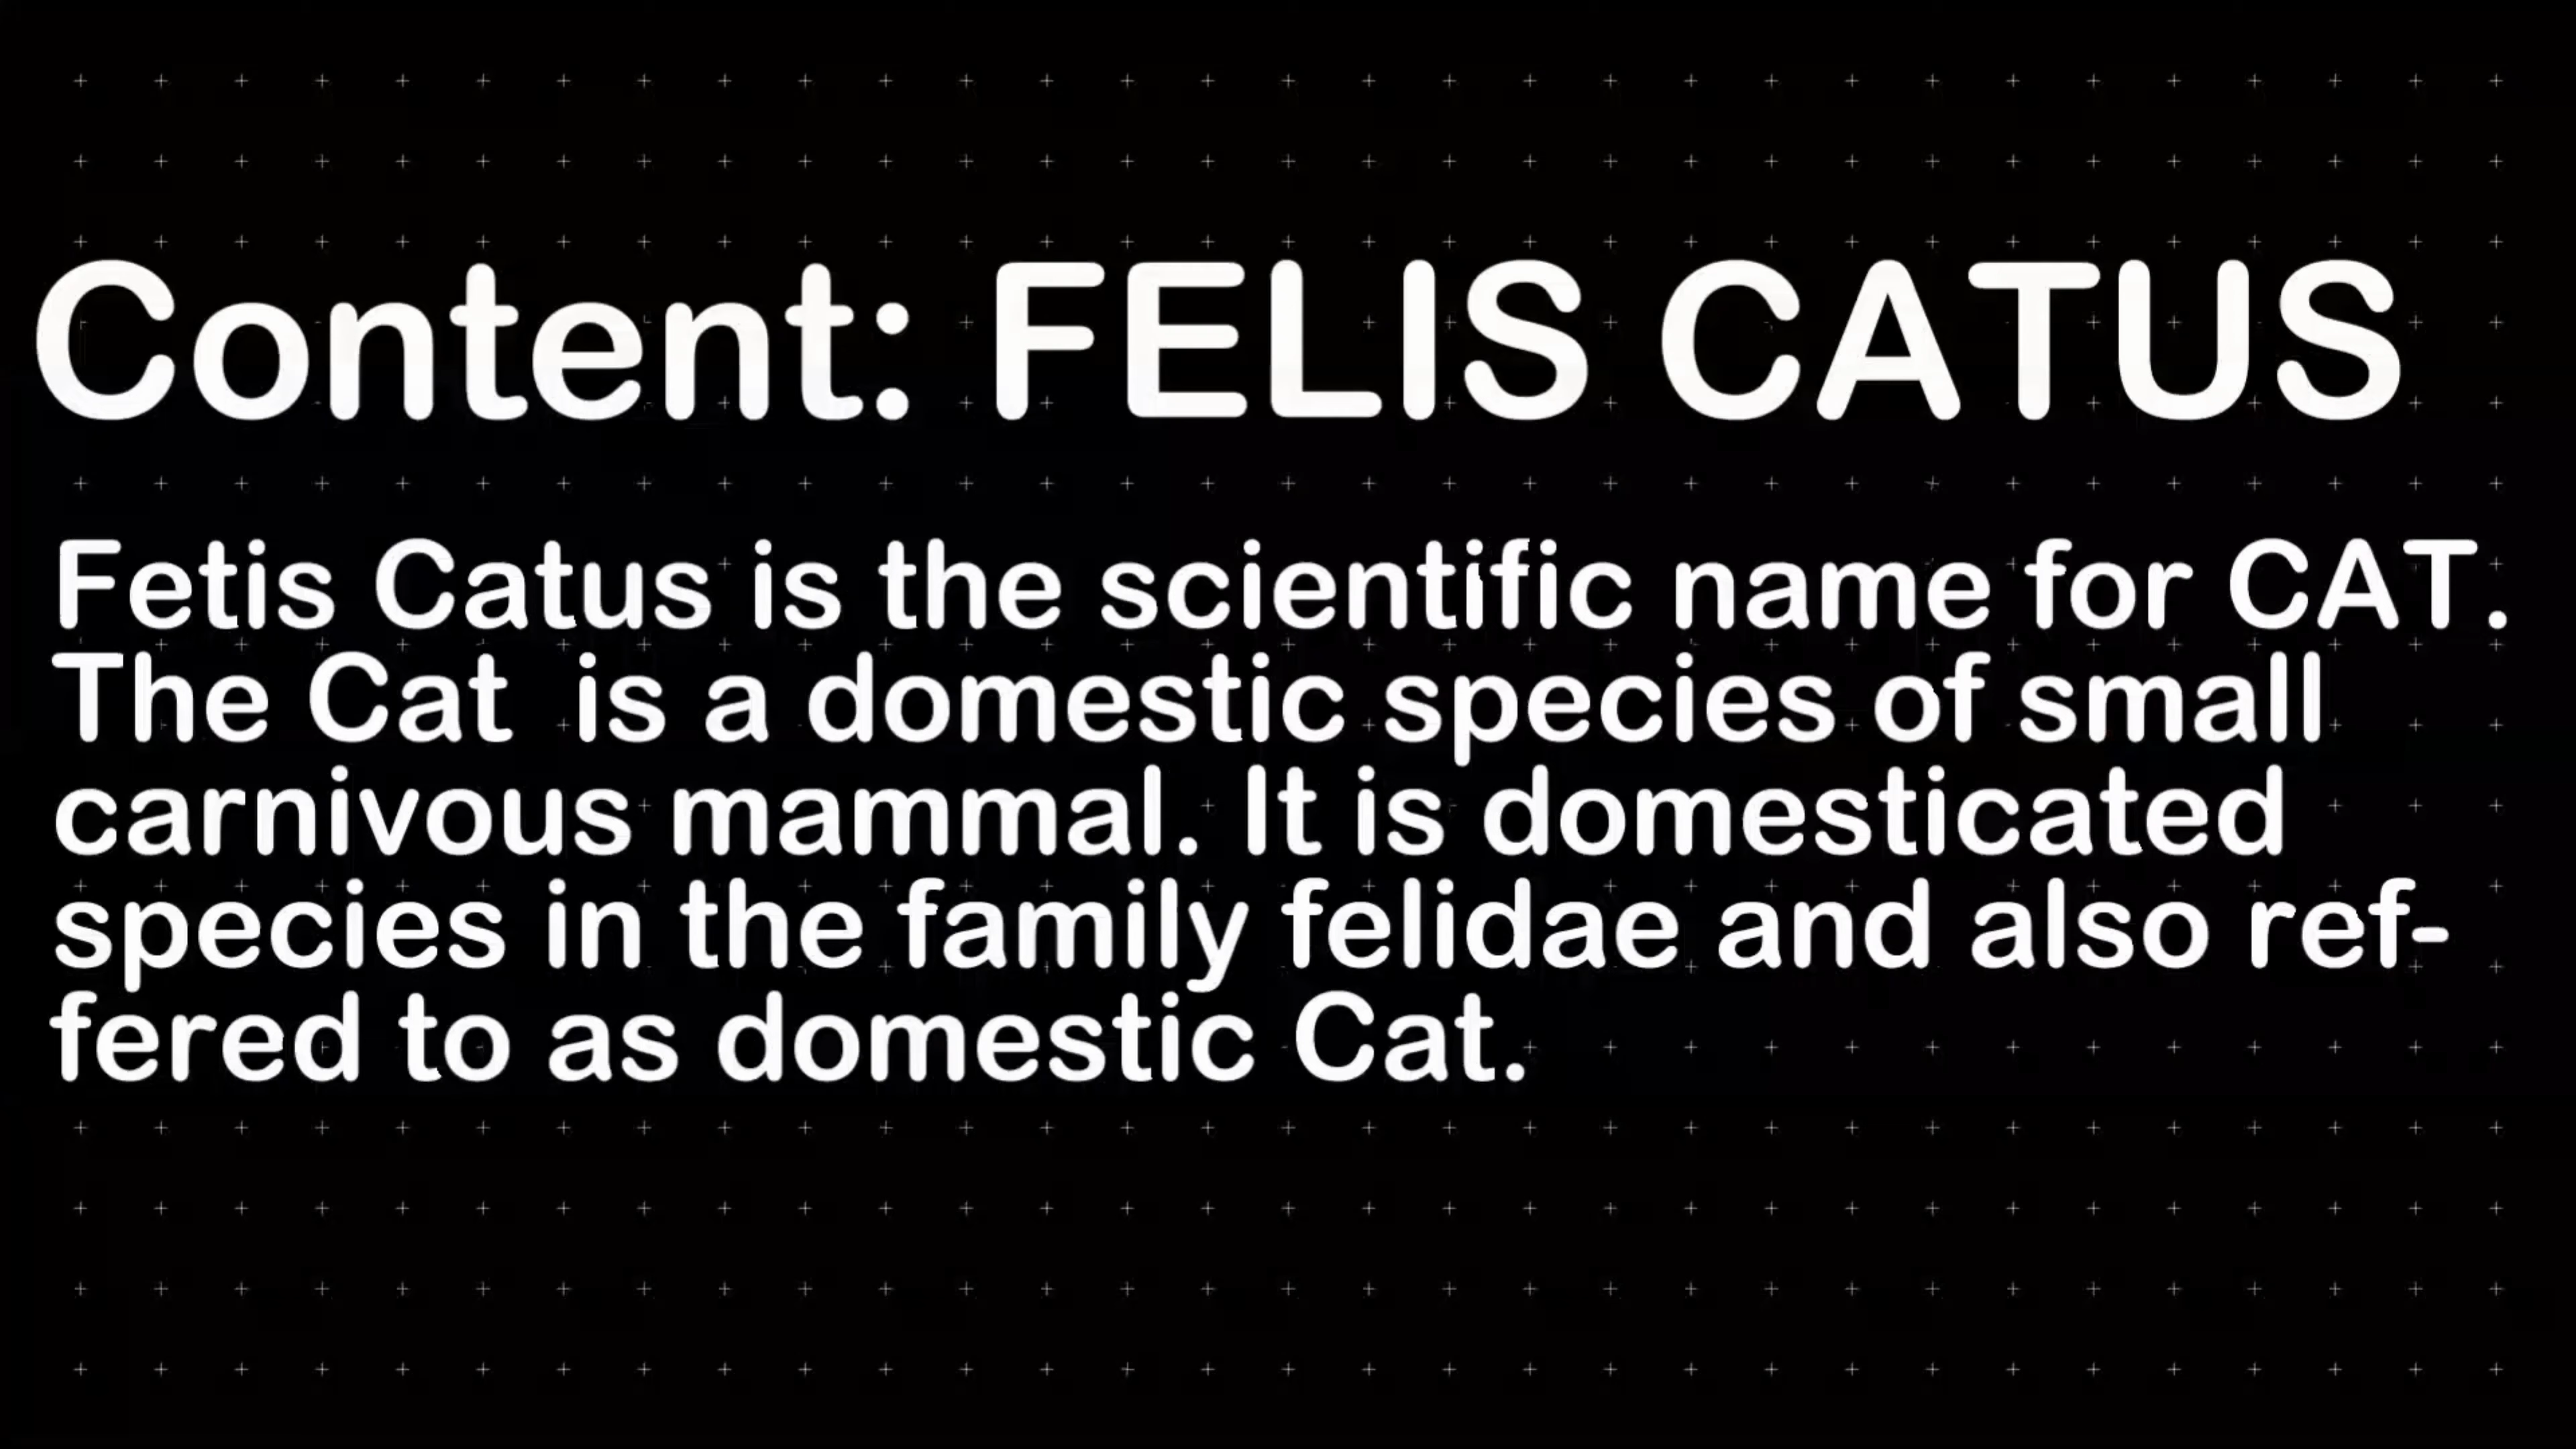 Content: FELIS CATUS
Fetis Catus is the scientific name for CAT.
The Cat  is a domestic species of small
carnivous mammal. It is domesticated
species in the family felidae and also ref-
fered to as domestic Cat.